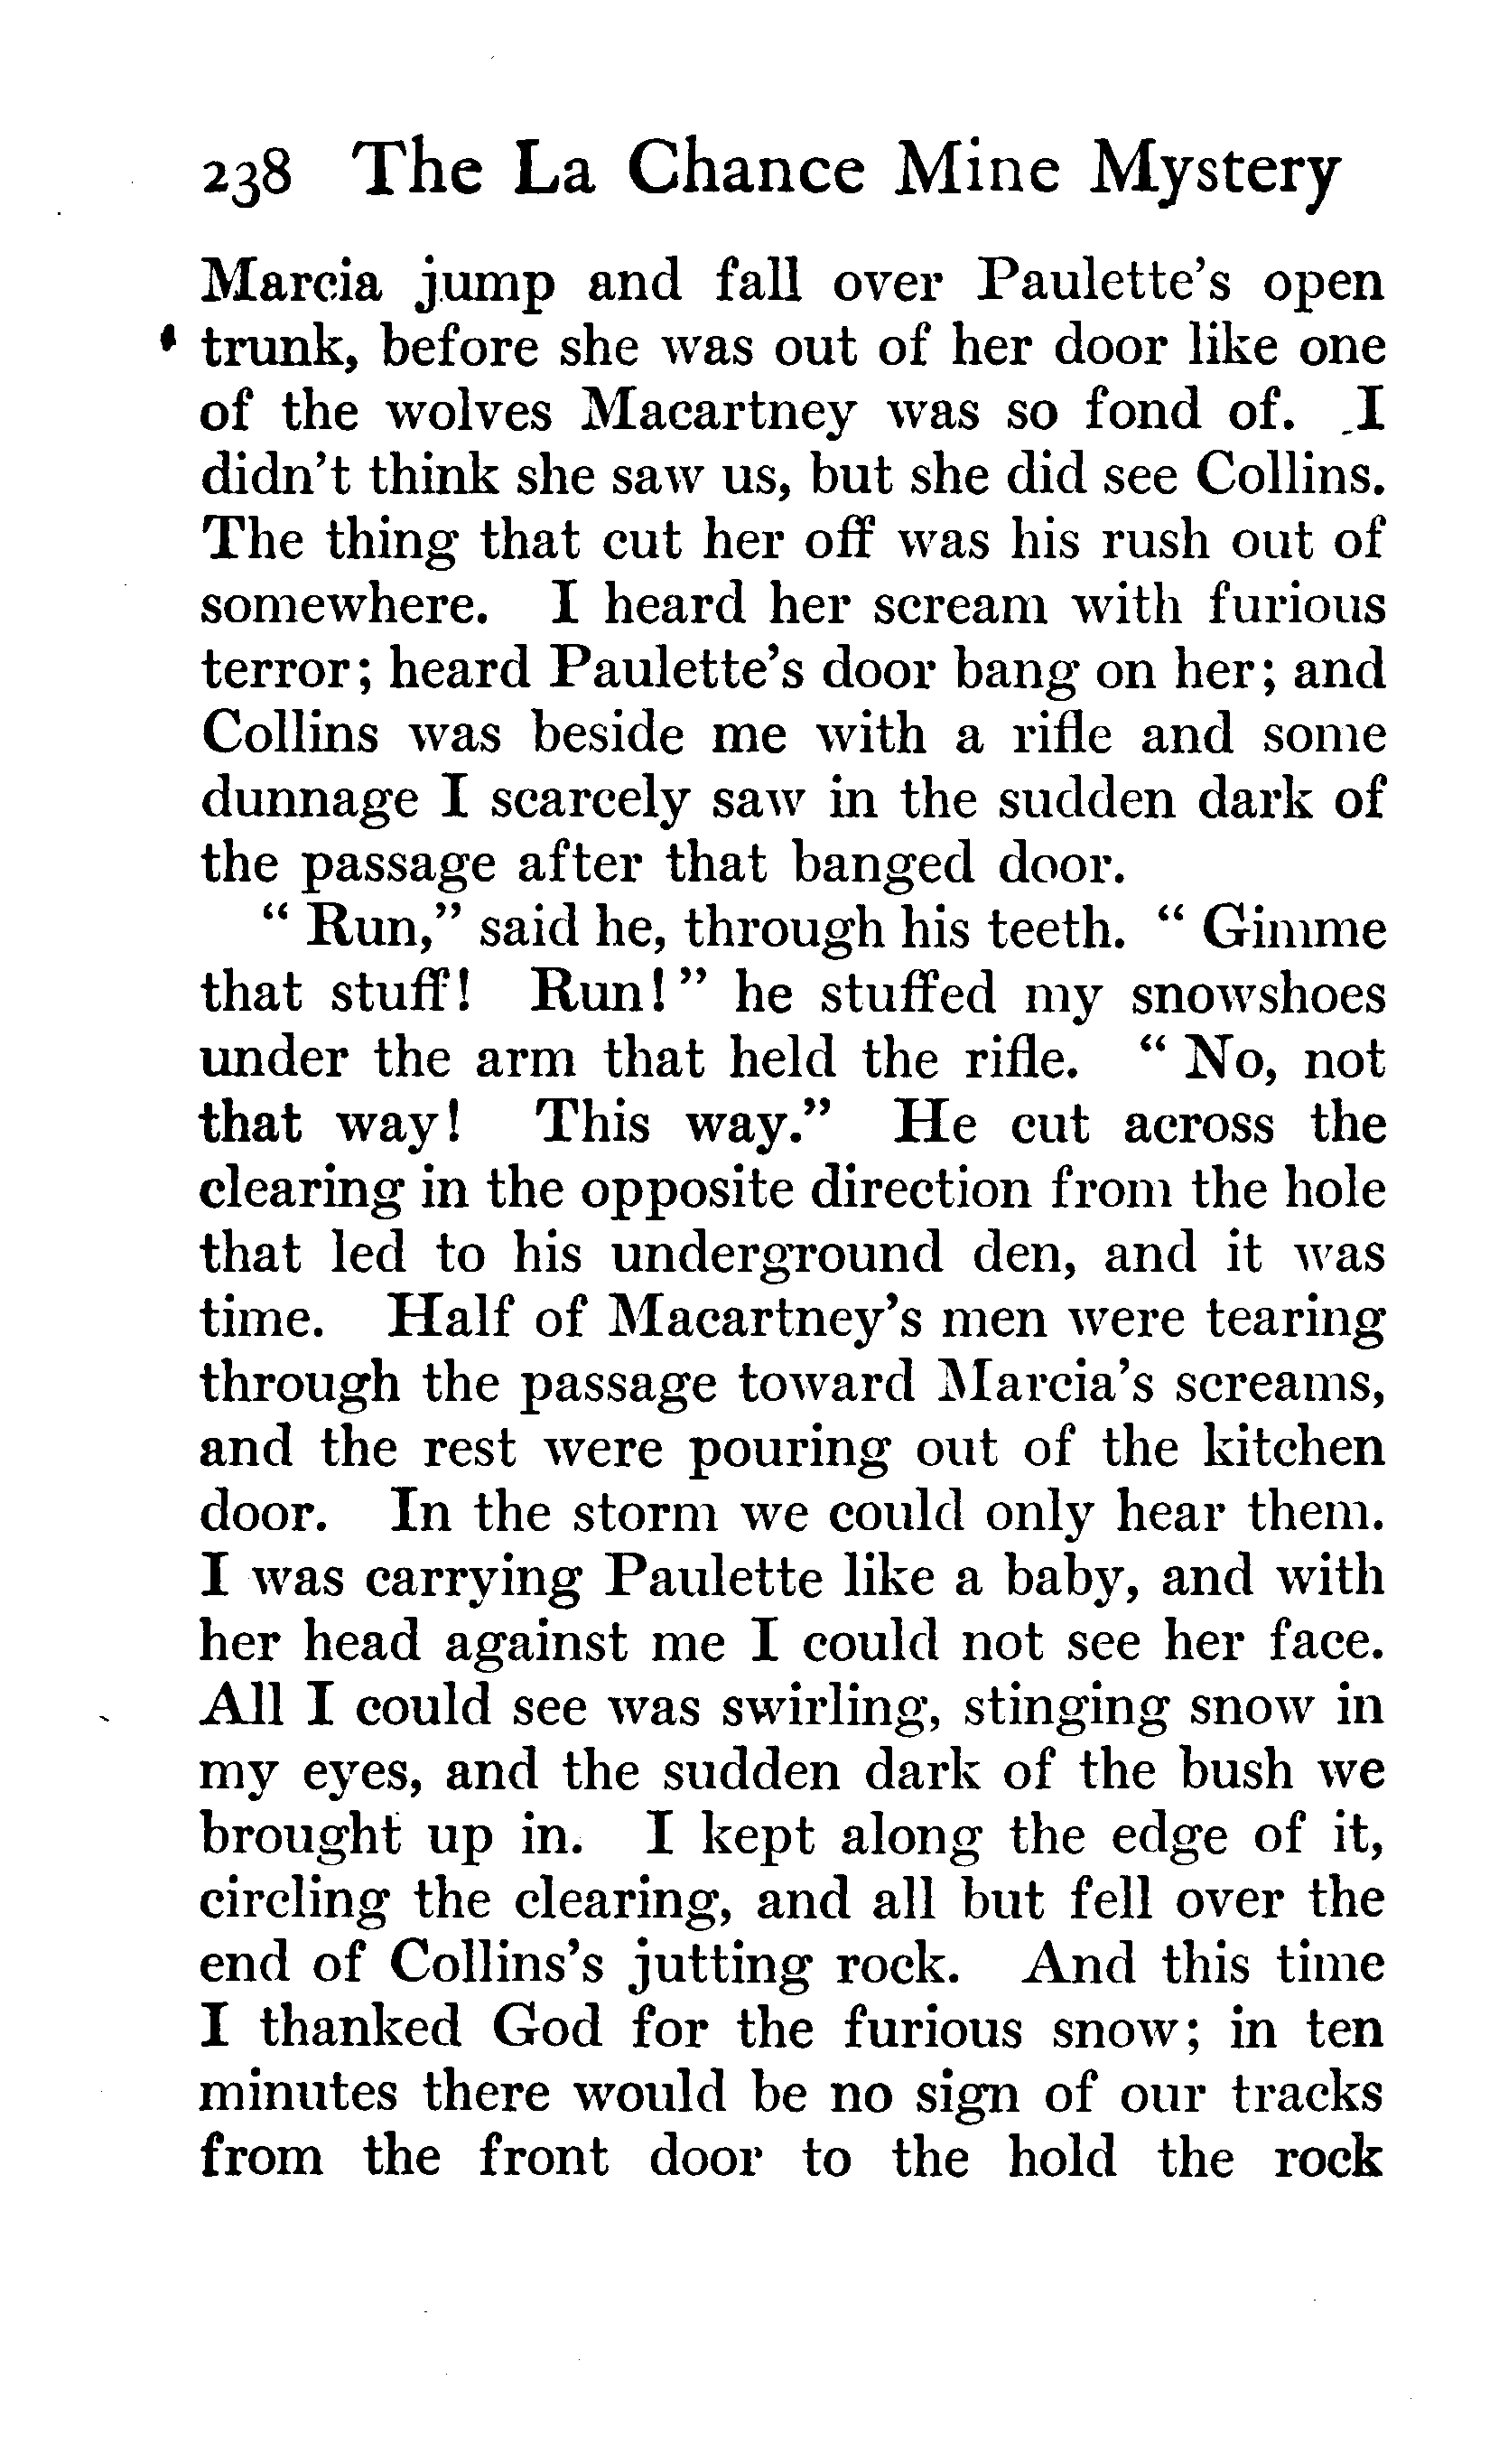 238 The La Chance Mine Mystery
Marcia jump and fall over Paulette's open
trunk, before she was out of her door like one
of the wolves Macartney was so fond of. I
didn't think she saw us, but she did see Collins.
The thing that cut her off was his rush out of
somewhere. I heard her scream with furious
terror; heard Paulette's door bang on her; and
Collins was beside me with a rifle and some
dunnage I scarcely saw in the sudden dark of
the passage after that banged door.
" Run," said he, through his teeth. " Gimme
that stuff! Run! " he stuffed my snowshoes
under the arm that held the rifle. " No, not
that way! This way." He cut across the
clearing in the opposite direction from the hole
that led to his underground den, and it was
time. Half of Macartney's men were tearing
through the passage toward Marcia's screams,
and the rest were pouring out of the kitchen
door. In the storm we could only hear them.
I was carrying Paulette like a baby, and with
her head against me I could not see her face.
All I could see was swirling, stinging snow in
my eyes, and the sudden dark of the bush we
brought up in. I kept along the edge of it,
circling the clearing, and all but fell over the
end of Collins's jutting rock. And this time
I thanked God for the furious snow; in ten
minutes there would be no sign of our tracks
from the front door to the hold the rock